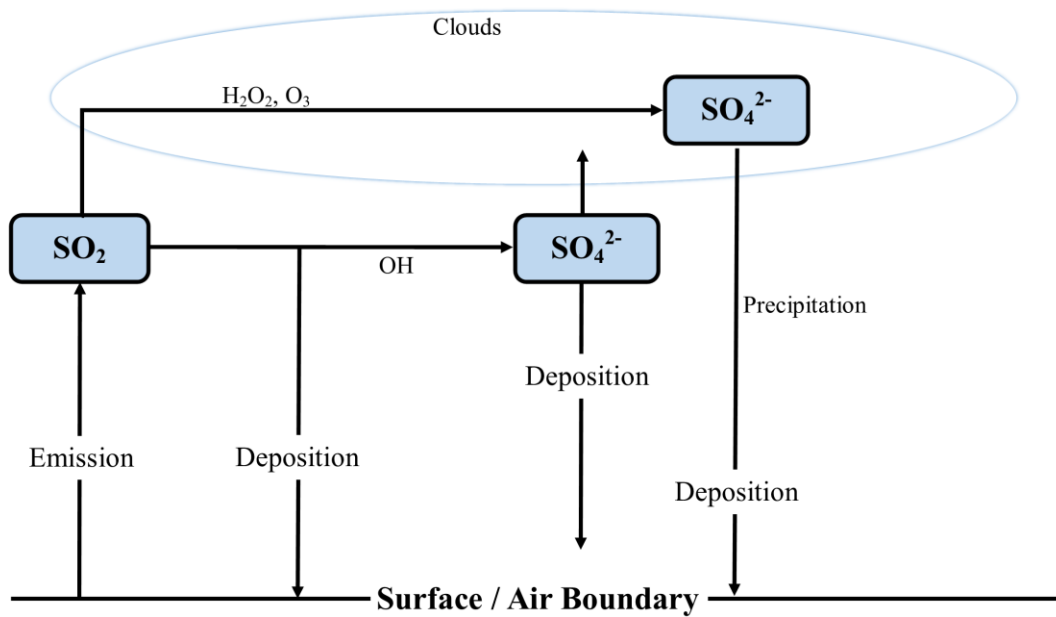 Clouds
H₂O₂, O₃
SO₄²⁻
SO₂
SO₄²⁻
OH
Precipitation
Deposition
Emission
Deposition
Deposition
Surface / Air Boundary